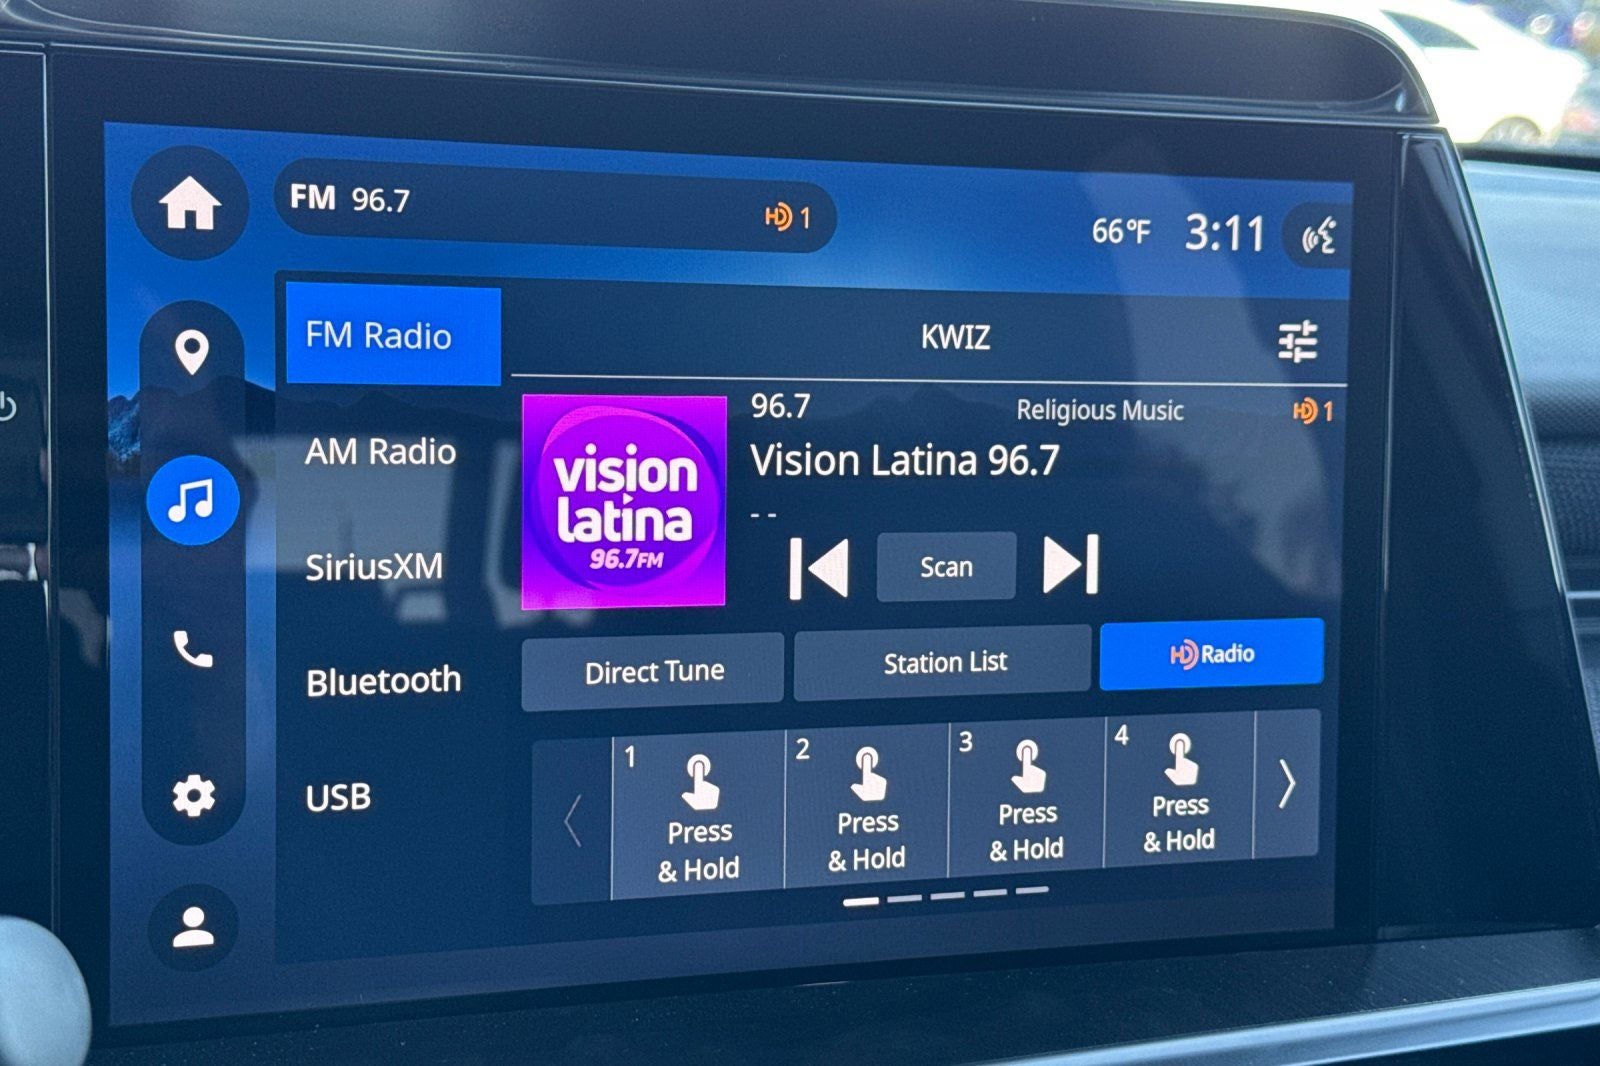 FM 96.7
HD 1
66°F
3:11
FM Radio
KWIZ
96.7
Religious Music
HD 1
AM Radio
vision
latina
96.7FM
Vision Latina 96.7
--
SiriusXM
Scan
Bluetooth
Direct Tune
Station List
HD Radio
USB
1
Press
& Hold
2
Press
& Hold
3
Press
& Hold
4
Press
& Hold